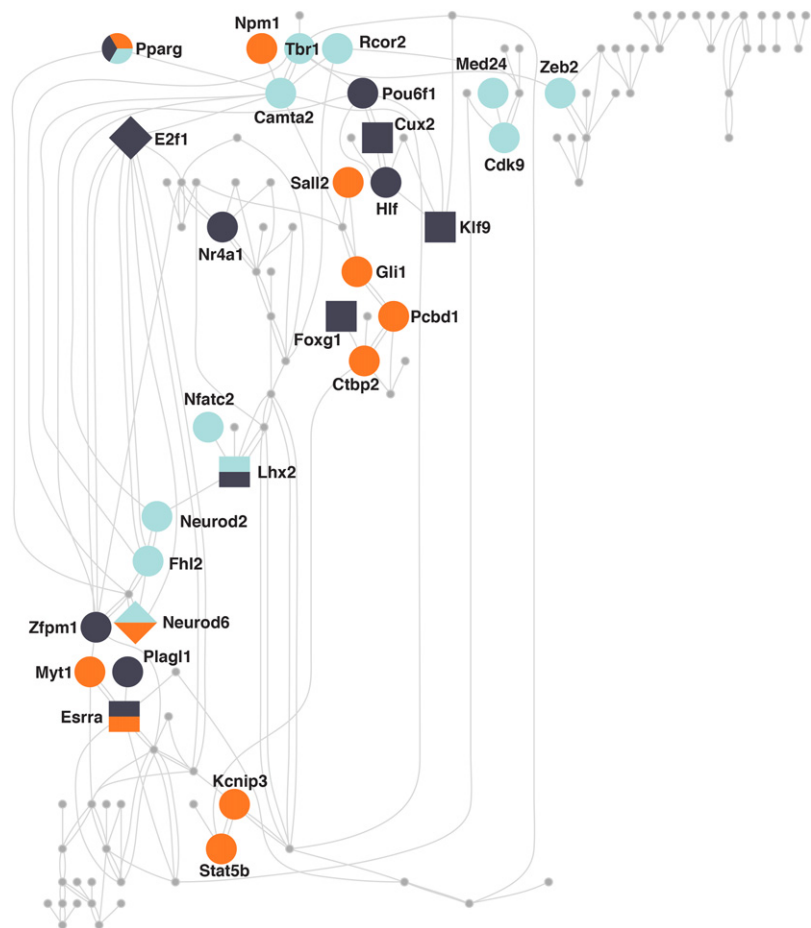 Npm1
Pparg
Tbr1
Rcor2
Med24
Zeb2
Pou6f1
Camta2
Cux2
E2f1
Cdk9
Sall2
Hlf
Klf9
Nr4a1
Gli1
Pcbd1
Foxg1
Ctbp2
Nfatc2
Lhx2
Neurod2
Fhl2
Zfpm1
Neurod6
Plagl1
Myt1
Esrra
Kcnip3
Stat5b